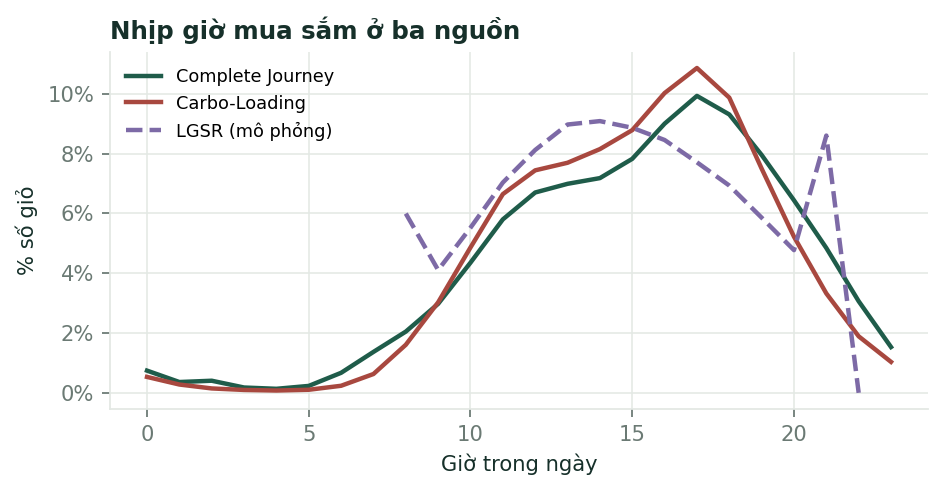 Nhịp giờ mua sắm ở ba nguồn
Complete Journey
Carbo-Loading
LGSR (mô phỏng)
% số giỏ
10%
8%
6%
4%
2%
0%
0 5 10 15 20
Giờ trong ngày